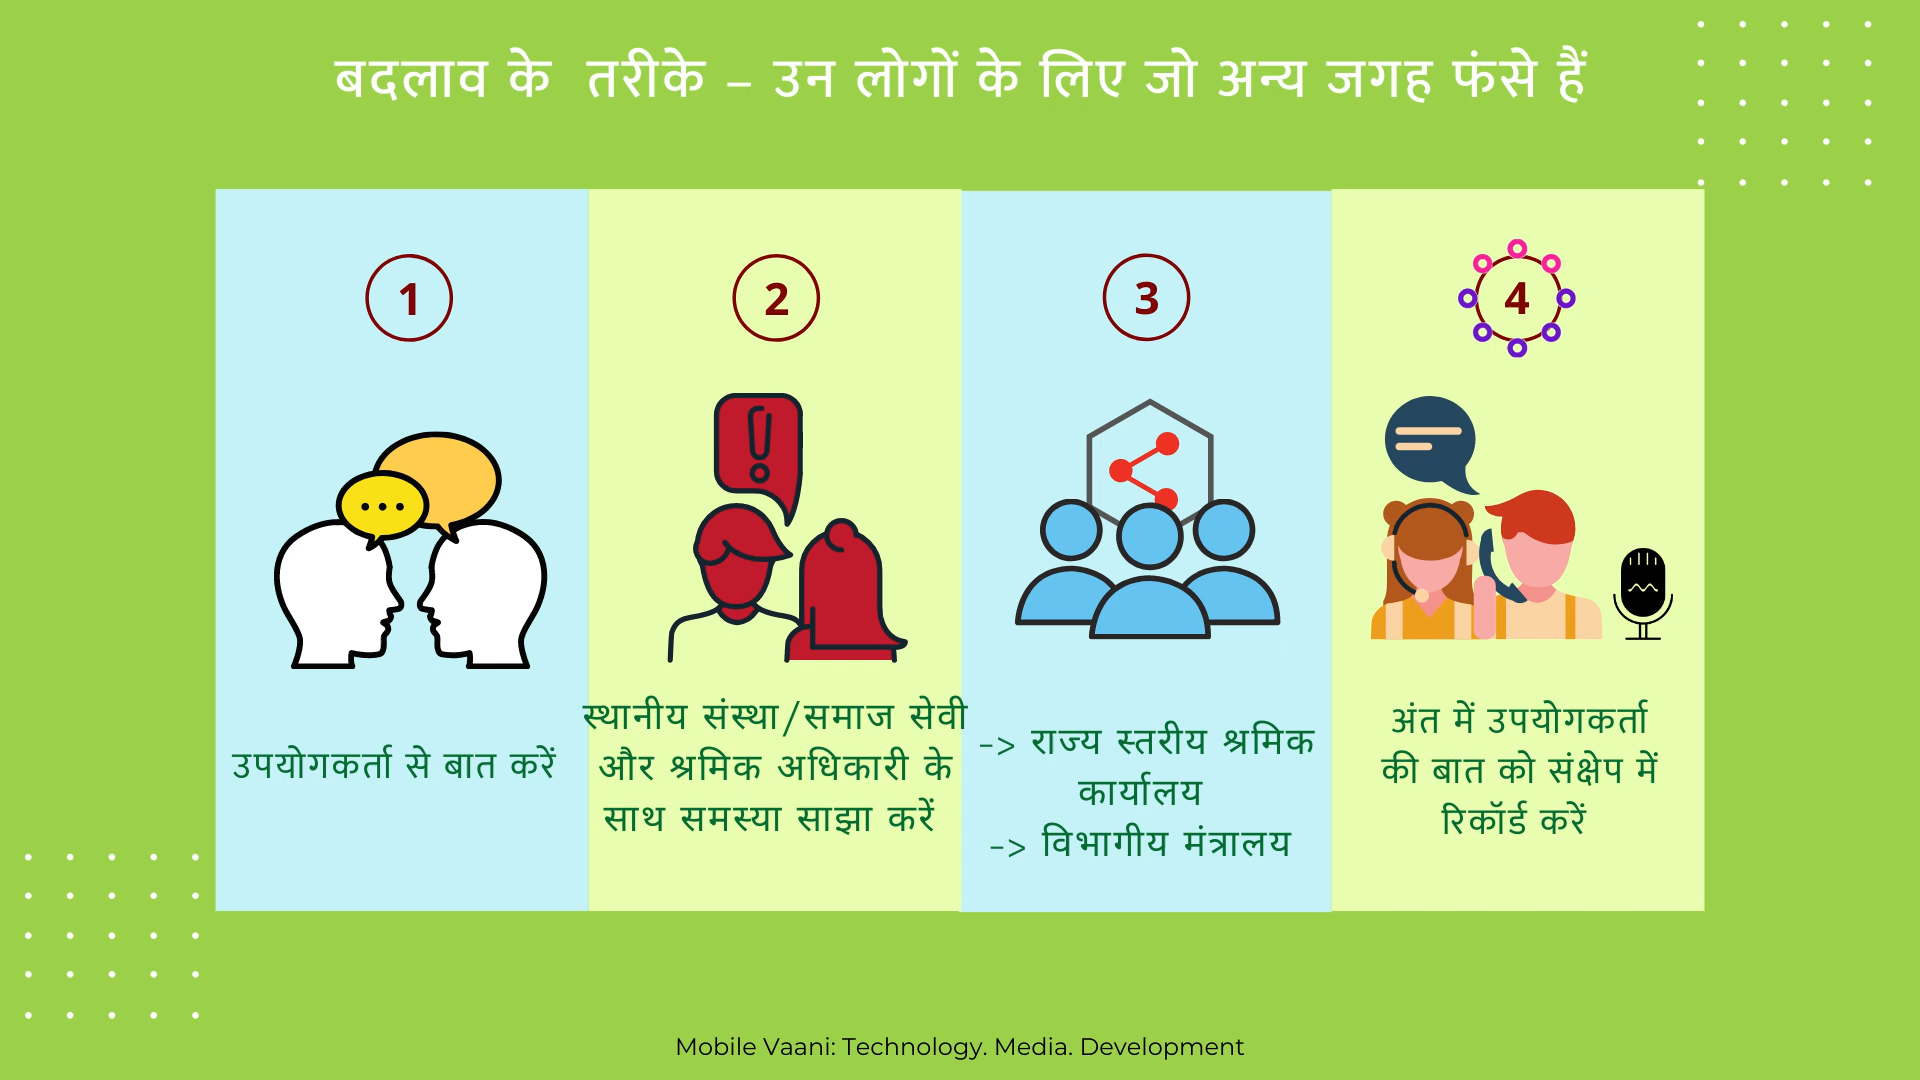 बदलाव के तरीके – उन लोगों के लिए जो अन्य जगह फंसे हैं
1
उपयोगकर्ता से बात करें
2
स्थानीय संस्था/समाज सेवी
और श्रमिक अधिकारी के
साथ समस्या साझा करें
3
-> राज्य स्तरीय श्रमिक
कार्यालय
-> विभागीय मंत्रालय
4
अंत में उपयोगकर्ता
की बात को संक्षेप में
रिकॉर्ड करें
Mobile Vaani: Technology. Media. Development